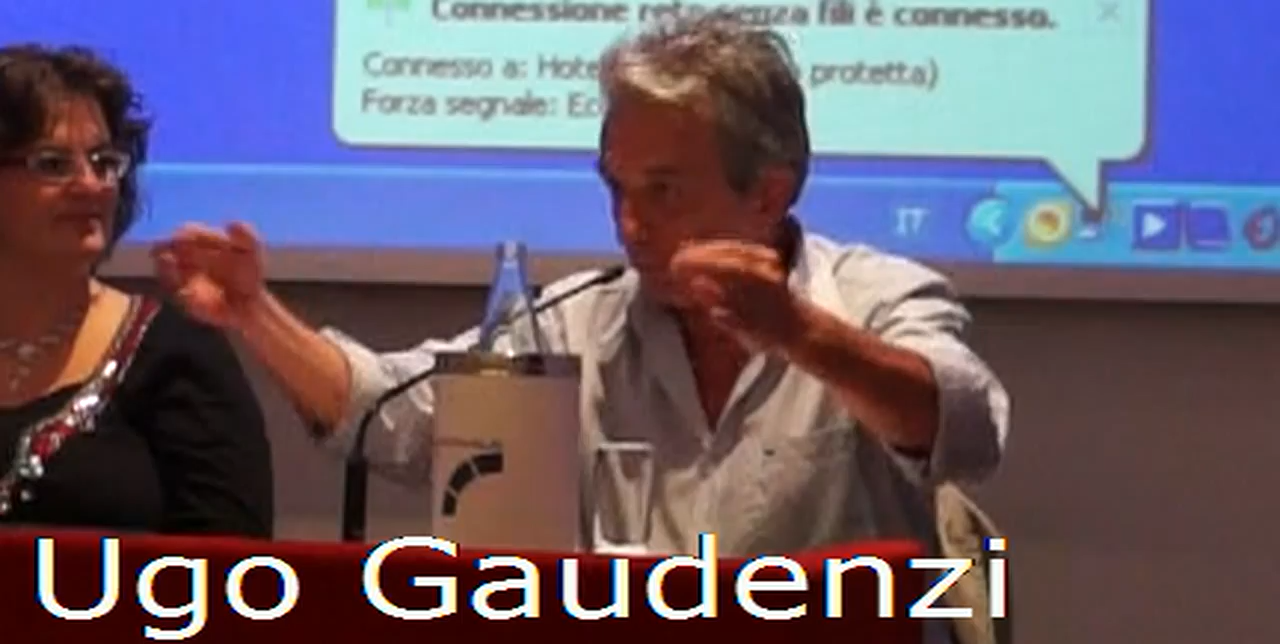 Connessione rete senza fili è connesso.
Connesso a: Hote protetta)
Forza segnale: Ec
IT
Ugo Gaudenzi